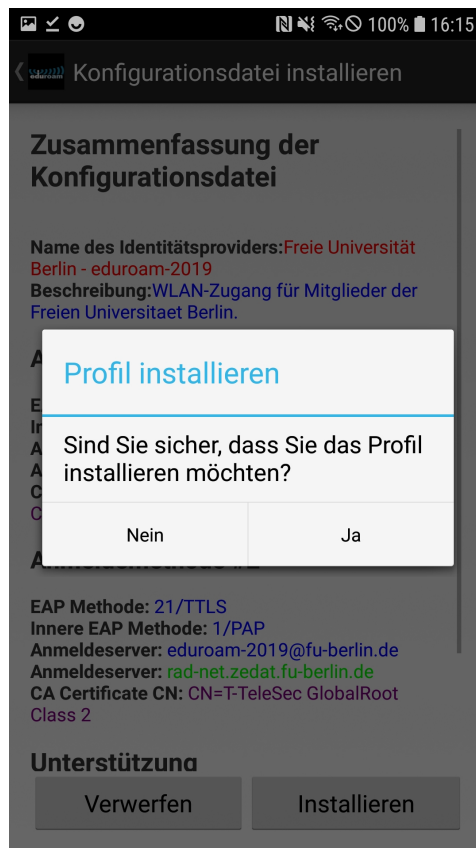 100% 16:15
eduroam Konfigurationsdatei installieren
Zusammenfassung der
Konfigurationsdatei
Name des Identitätsproviders:Freie Universität
Berlin - eduroam-2019
Beschreibung:WLAN-Zugang für Mitglieder der
Freien Universitaet Berlin.
Profil installieren
Sind Sie sicher, dass Sie das Profil
installieren möchten?
Nein Ja
EAP Methode: 21/TTLS
Innere EAP Methode: 1/PAP
Anmeldeserver: eduroam-2019@fu-berlin.de
Anmeldeserver: rad-net.zedat.fu-berlin.de
CA Certificate CN: CN=T-TeleSec GlobalRoot
Class 2
Unterstützung
Verwerfen Installieren